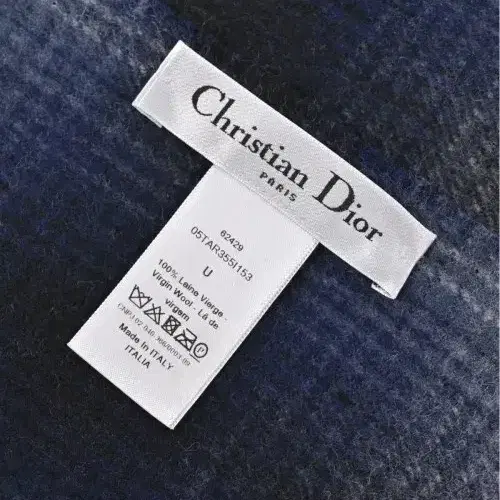 Christian Dior
PARIS
62429
05TAR355I153
U
100% Laine Vierge -
Virgin Wool - Lã de
virgem
Made in ITALY
ITALIA